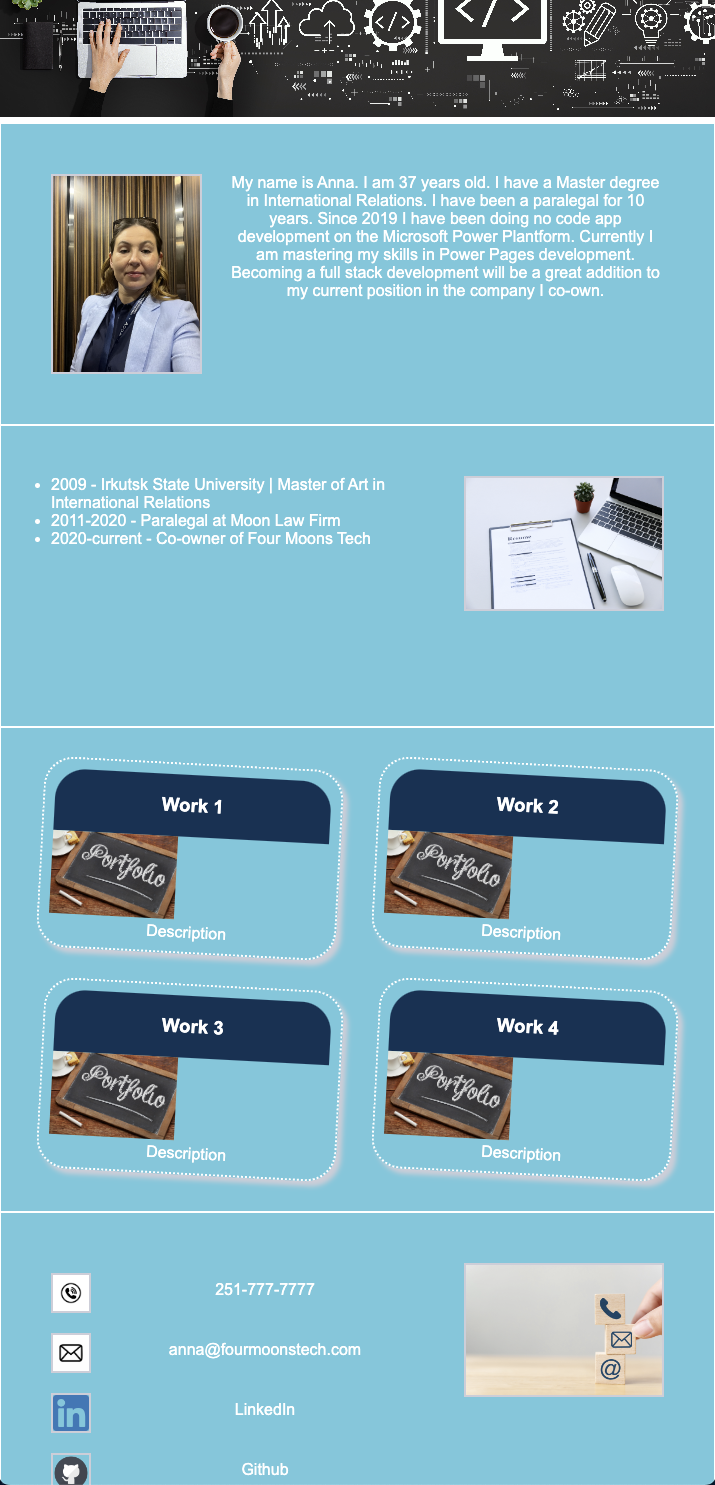 </>
</>
My name is Anna. I am 37 years old. I have a Master degree
in International Relations. I have been a paralegal for 10
years. Since 2019 I have been doing no code app
development on the Microsoft Power Plantform. Currently I
am mastering my skills in Power Pages development.
Becoming a full stack development will be a great addition to
my current position in the company I co-own.
2009 - Irkutsk State University | Master of Art in
International Relations
2011-2020 - Paralegal at Moon Law Firm
2020-current - Co-owner of Four Moons Tech
Resume
Work 1
Portfolio
Description
Work 2
Portfolio
Description
Work 3
Portfolio
Description
Work 4
Portfolio
Description
251-777-7777
anna@fourmoonstech.com
in
LinkedIn
Github
@